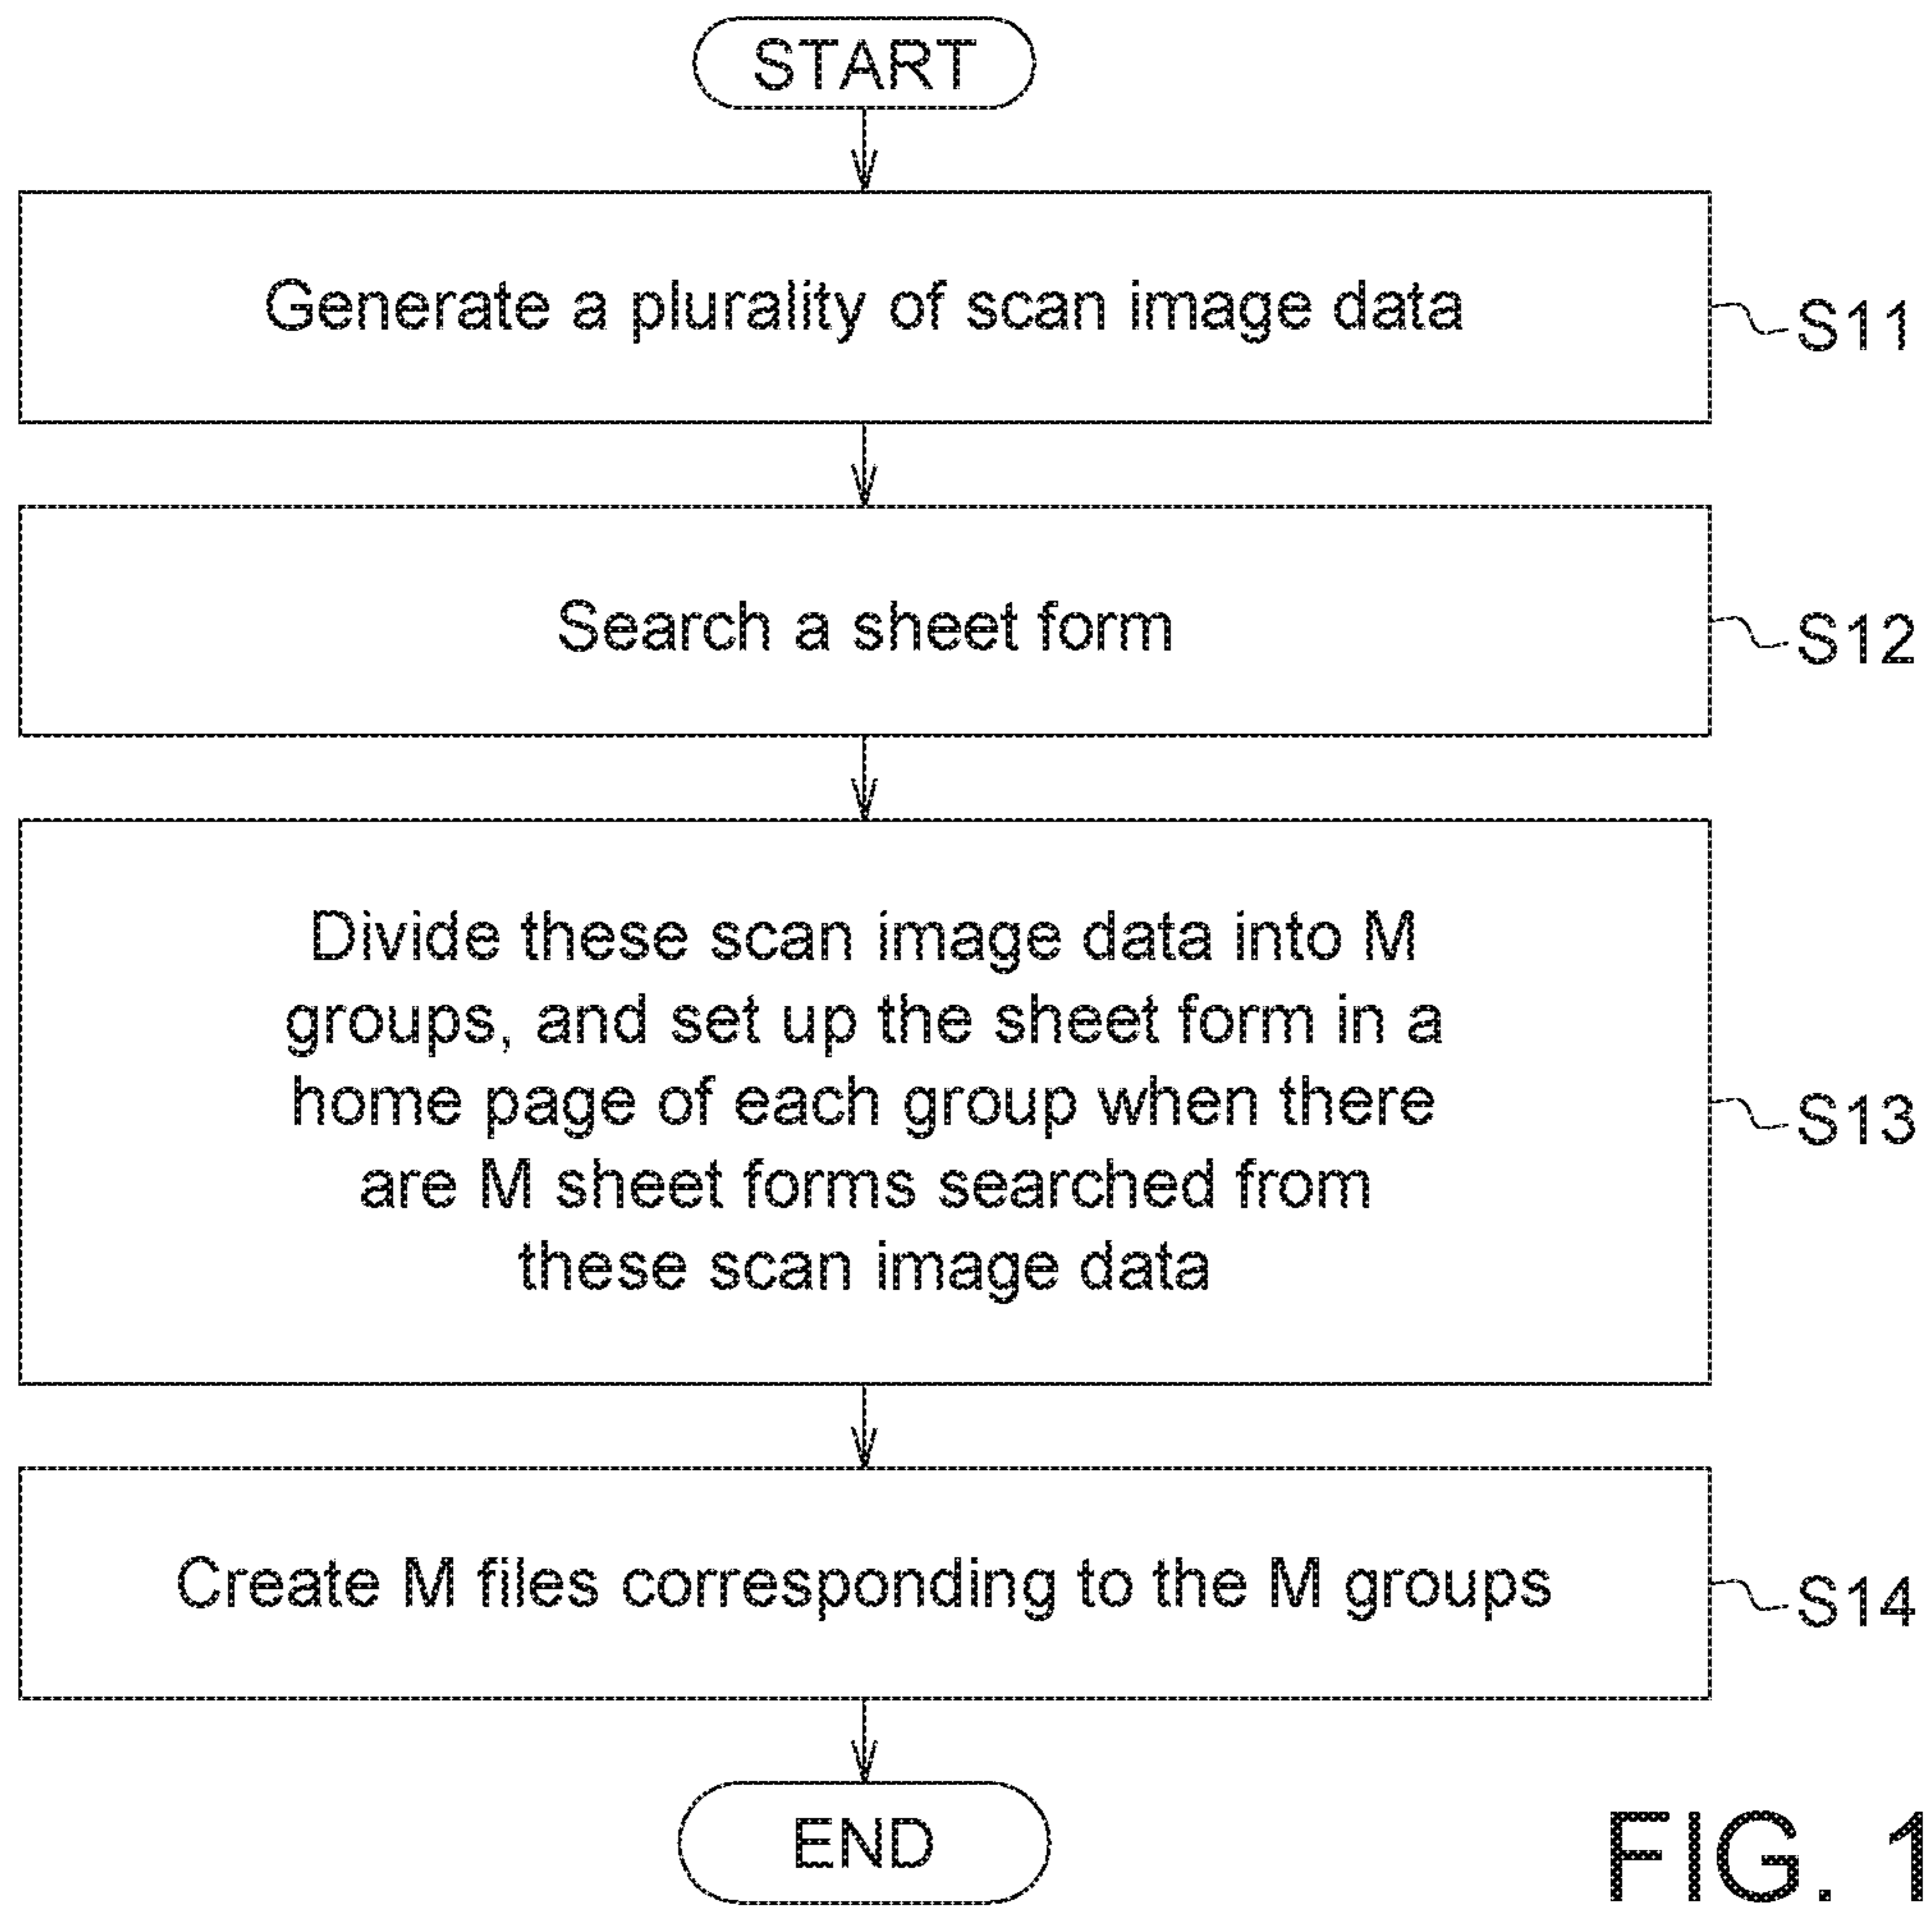 START
Generate a plurality of scan image data
S11
Search a sheet form
S12
Divide these scan image data into M
groups, and set up the sheet form in a
home page of each group when there
are M sheet forms searched from
these scan image data
S13
Create M files corresponding to the M groups
S14
END
FIG. 1